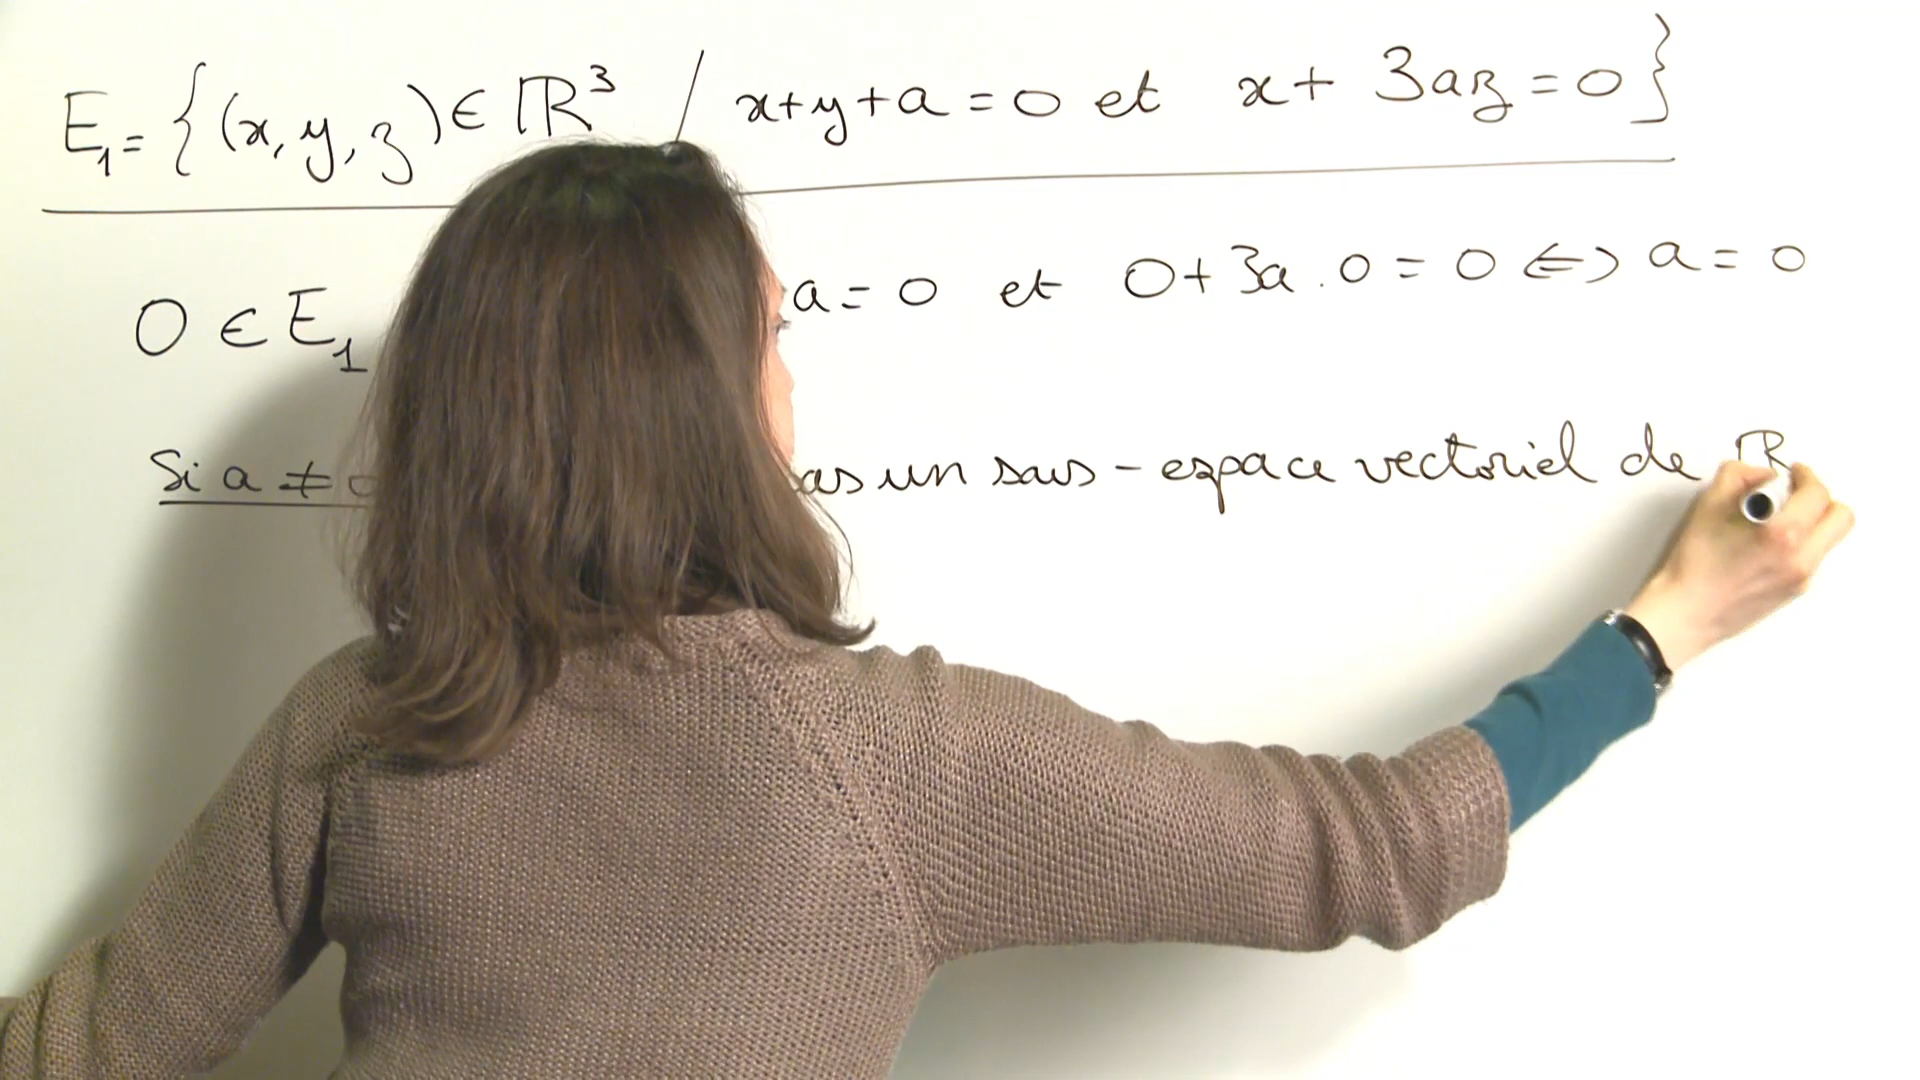 E₁ = {(x, y, z) ∈ ℝ³ / x+y+a = 0 et x + 3az = 0}
0 ∈ E₁ a = 0 et 0 + 3a . 0 = 0 ⇔ a = 0
Si a ≠ un sous-espace vectoriel de ℝ